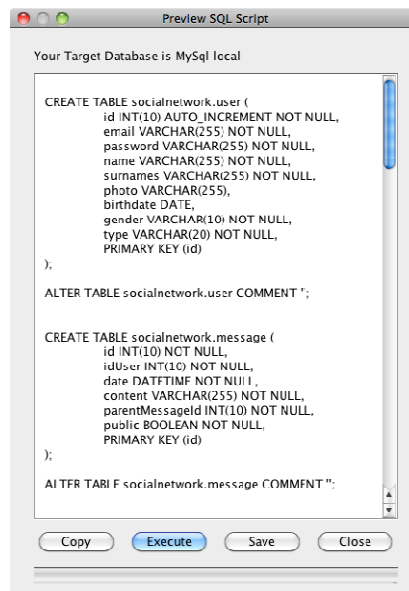 Preview SQL Script
Your Target Database is MySql local
CREATE TABLE socialnetwork.user (
id INT(10) AUTO_INCREMENT NOT NULL,
email VARCHAR(255) NOT NULL,
password VARCHAR(255) NOT NULL,
name VARCHAR(255) NOT NULL,
surnames VARCHAR(255) NOT NULL,
photo VARCHAR(255),
birthdate DATE,
gender VARCHAR(10) NOT NULL,
type VARCHAR(20) NOT NULL,
PRIMARY KEY (id)
);
ALTER TABLE socialnetwork.user COMMENT '';
CREATE TABLE socialnetwork.message (
id INT(10) NOT NULL,
idUser INT(10) NOT NULL,
date DATETIME NOT NULL,
content VARCHAR(255) NOT NULL,
parentMessageId INT(10) NOT NULL,
public BOOLEAN NOT NULL,
PRIMARY KEY (id)
);
ALTER TABLE socialnetwork.message COMMENT '';
Copy
Execute
Save
Close